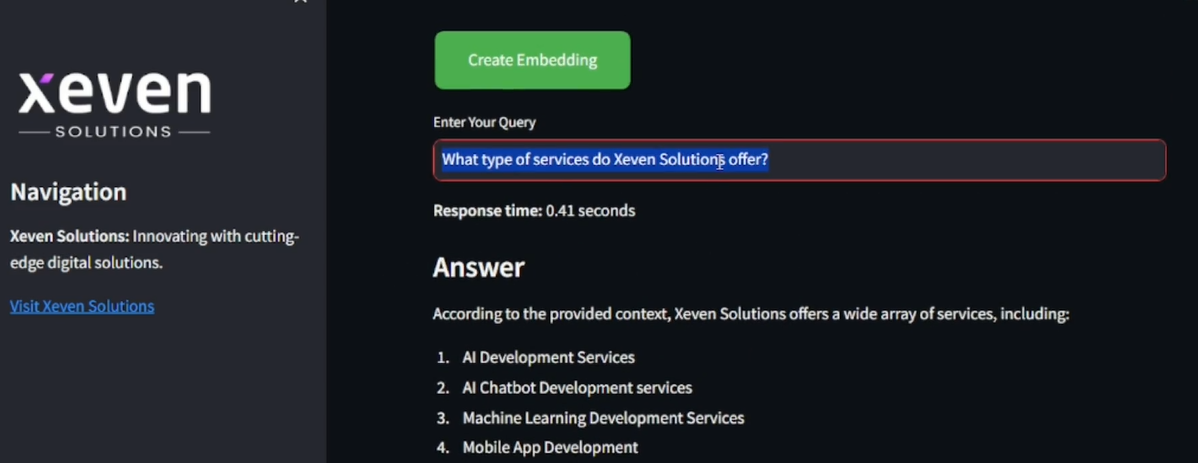 xeven
SOLUTIONS
Navigation
Xeven Solutions: Innovating with cutting-
edge digital solutions.
Visit Xeven Solutions
Create Embedding
Enter Your Query
What type of services do Xeven Solutions offer?
Response time: 0.41 seconds
Answer
According to the provided context, Xeven Solutions offers a wide array of services, including:
1. AI Development Services
2. AI Chatbot Development services
3. Machine Learning Development Services
4. Mobile App Development